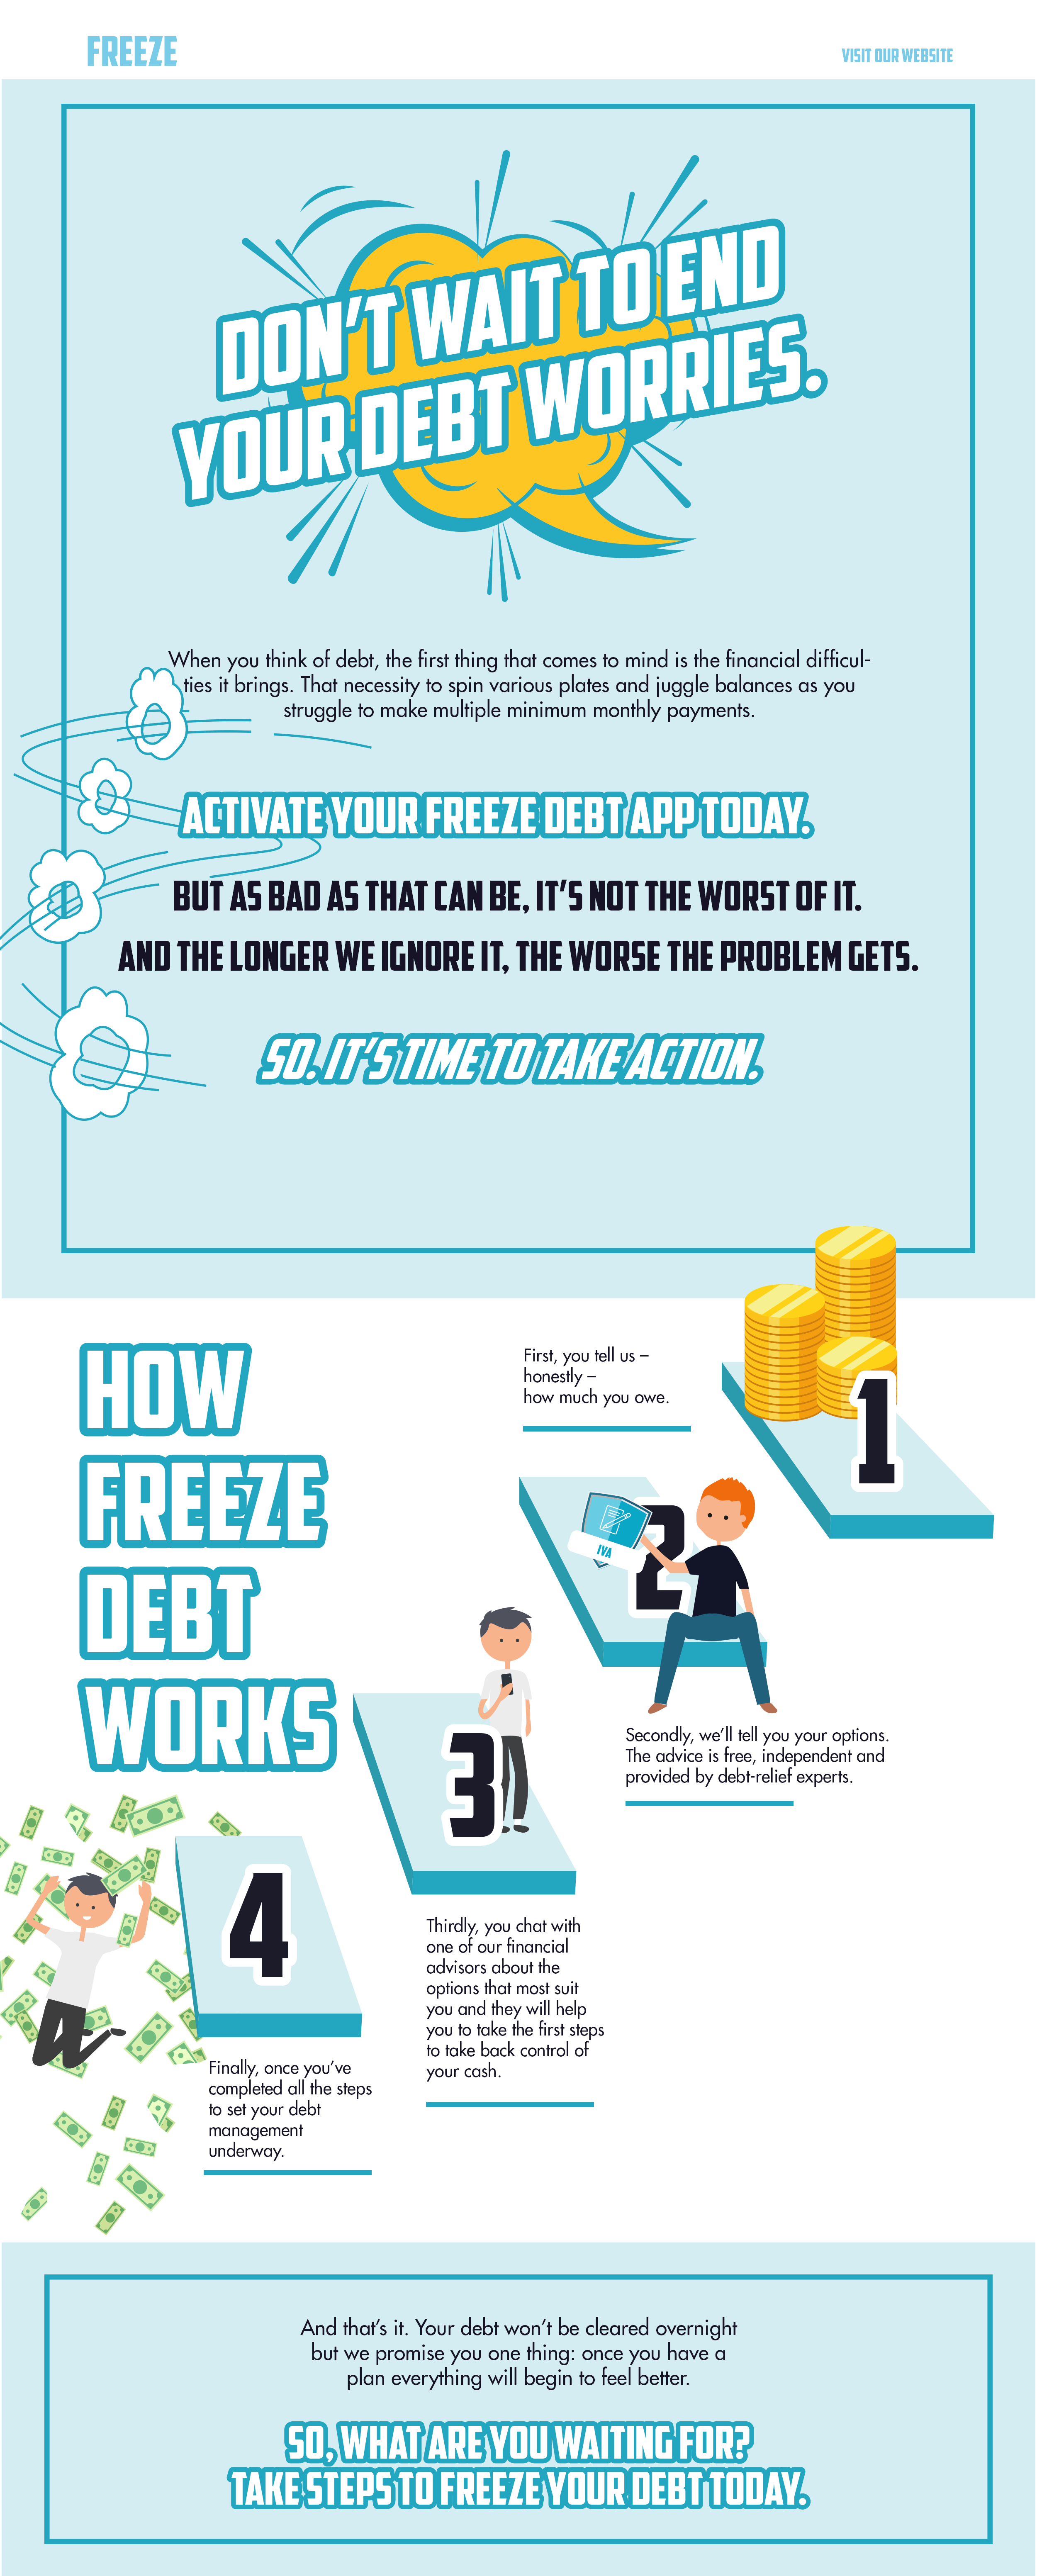 FREEZE
VISIT OUR WEBSITE
DON'T WAIT TO END
YOUR DEBT WORRIES.
When you think of debt, the first thing that comes to mind is the financial difficul-
ties it brings. That necessity to spin various plates and juggle balances as you
struggle to make multiple minimum monthly payments.
ACTIVATE YOUR FREEZE DEBT APP TODAY.
BUT AS BAD AS THAT CAN BE, IT'S NOT THE WORST OF IT.
AND THE LONGER WE IGNORE IT, THE WORSE THE PROBLEM GETS.
SO. IT'S TIME TO TAKE ACTION.
HOW
FREEZE
DEBT
WORKS
First, you tell us –
honestly –
how much you owe.
1
2
IVA
Secondly, we'll tell you your options.
The advice is free, independent and
provided by debt-relief experts.
3
Thirdly, you chat with
one of our financial
advisors about the
options that most suit
you and they will help
you to take the first steps
to take back control of
your cash.
4
Finally, once you've
completed all the steps
to set your debt
management
underway.
And that's it. Your debt won't be cleared overnight
but we promise you one thing: once you have a
plan everything will begin to feel better.
SO, WHAT ARE YOU WAITING FOR?
TAKE STEPS TO FREEZE YOUR DEBT TODAY.